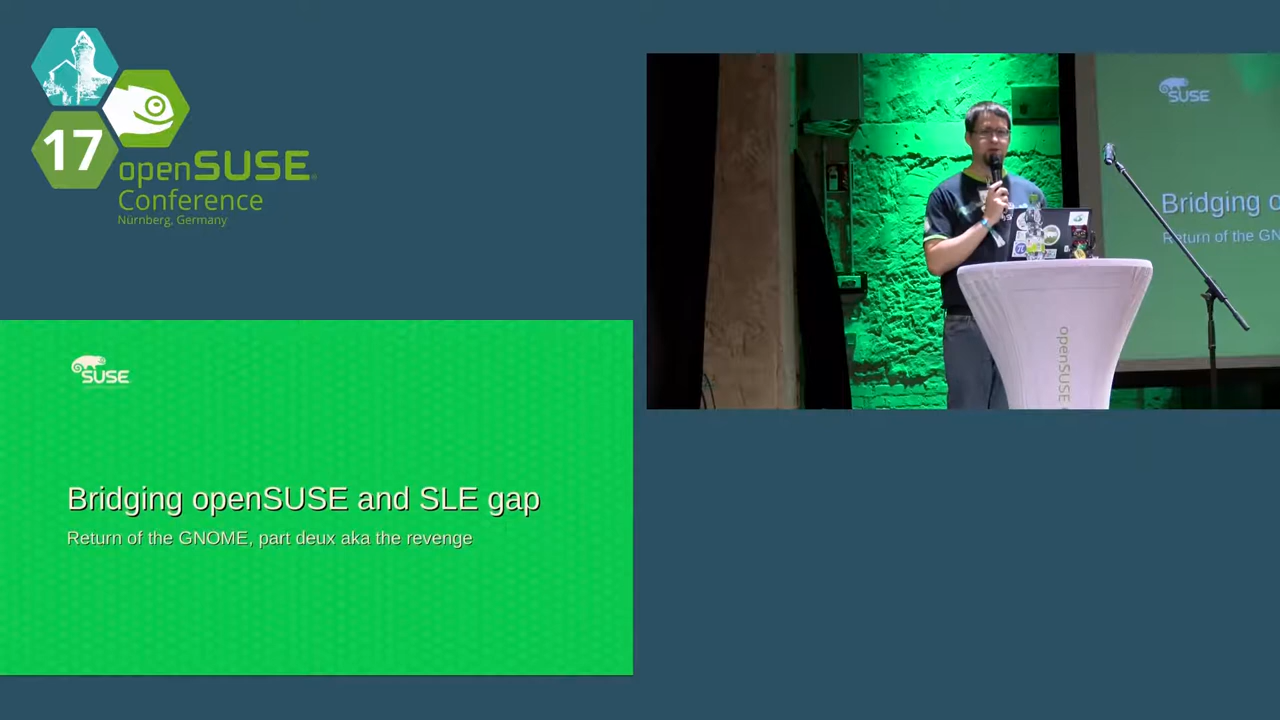 17
openSUSE
Conference
Nürnberg, Germany
SUSE
Bridging o
Return of the GN
openSUSE
SUSE
Bridging openSUSE and SLE gap
Return of the GNOME, part deux aka the revenge